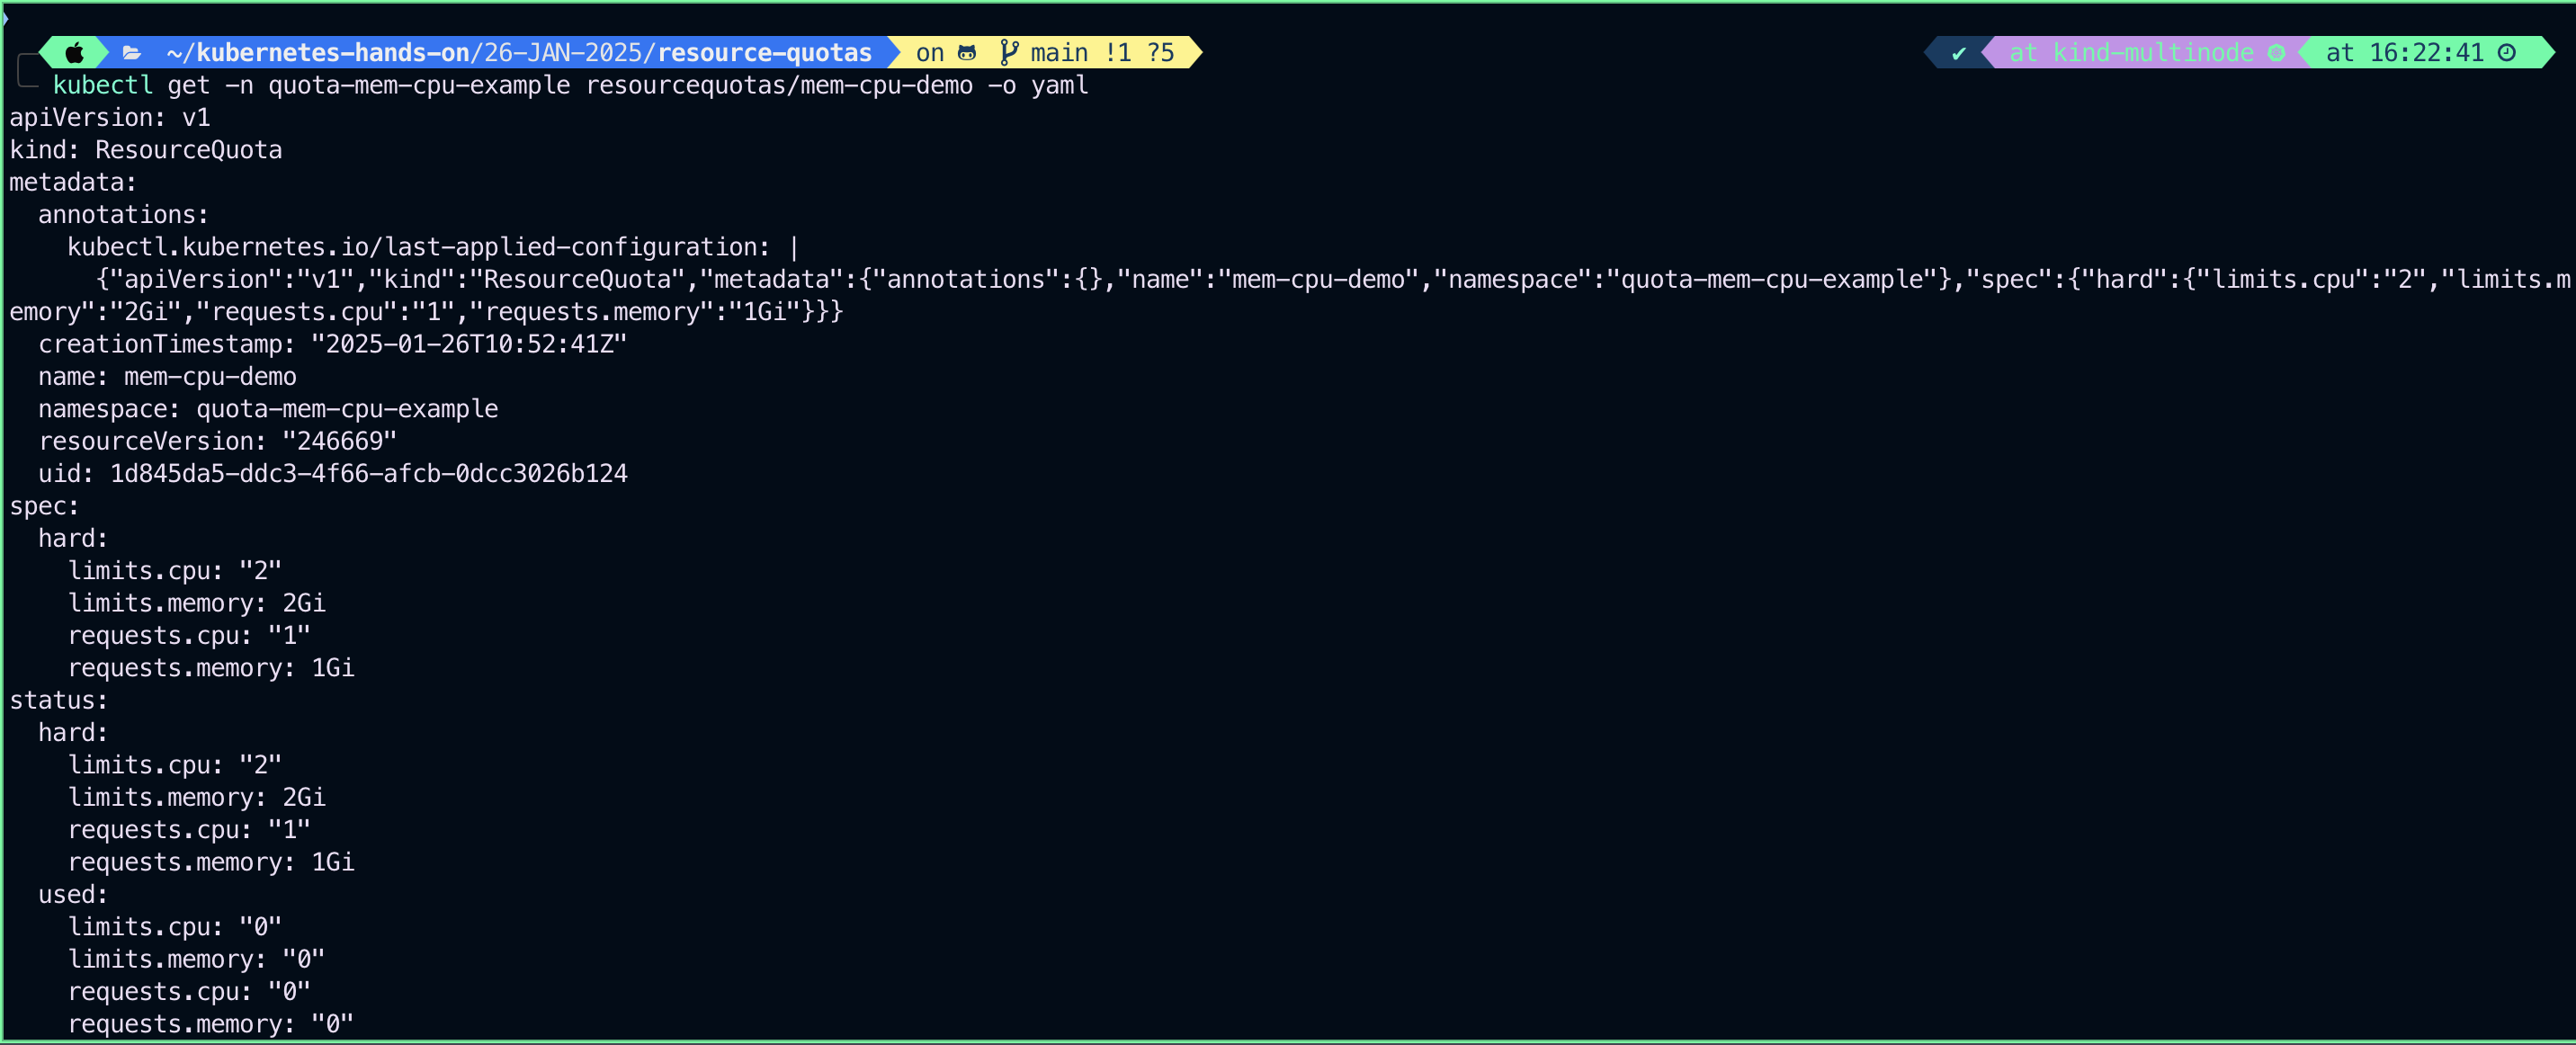 ~/kubernetes-hands-on/26-JAN-2025/resource-quotas on main !1 ?5 ✔ at kind-multinode at 16:22:41
kubectl get -n quota-mem-cpu-example resourcequotas/mem-cpu-demo -o yaml
apiVersion: v1
kind: ResourceQuota
metadata:
  annotations:
    kubectl.kubernetes.io/last-applied-configuration: |
      {"apiVersion":"v1","kind":"ResourceQuota","metadata":{"annotations":{},"name":"mem-cpu-demo","namespace":"quota-mem-cpu-example"},"spec":{"hard":{"limits.cpu":"2","limits.m
emory":"2Gi","requests.cpu":"1","requests.memory":"1Gi"}}}
  creationTimestamp: "2025-01-26T10:52:41Z"
  name: mem-cpu-demo
  namespace: quota-mem-cpu-example
  resourceVersion: "246669"
  uid: 1d845da5-ddc3-4f66-afcb-0dcc3026b124
spec:
  hard:
    limits.cpu: "2"
    limits.memory: 2Gi
    requests.cpu: "1"
    requests.memory: 1Gi
status:
  hard:
    limits.cpu: "2"
    limits.memory: 2Gi
    requests.cpu: "1"
    requests.memory: 1Gi
  used:
    limits.cpu: "0"
    limits.memory: "0"
    requests.cpu: "0"
    requests.memory: "0"